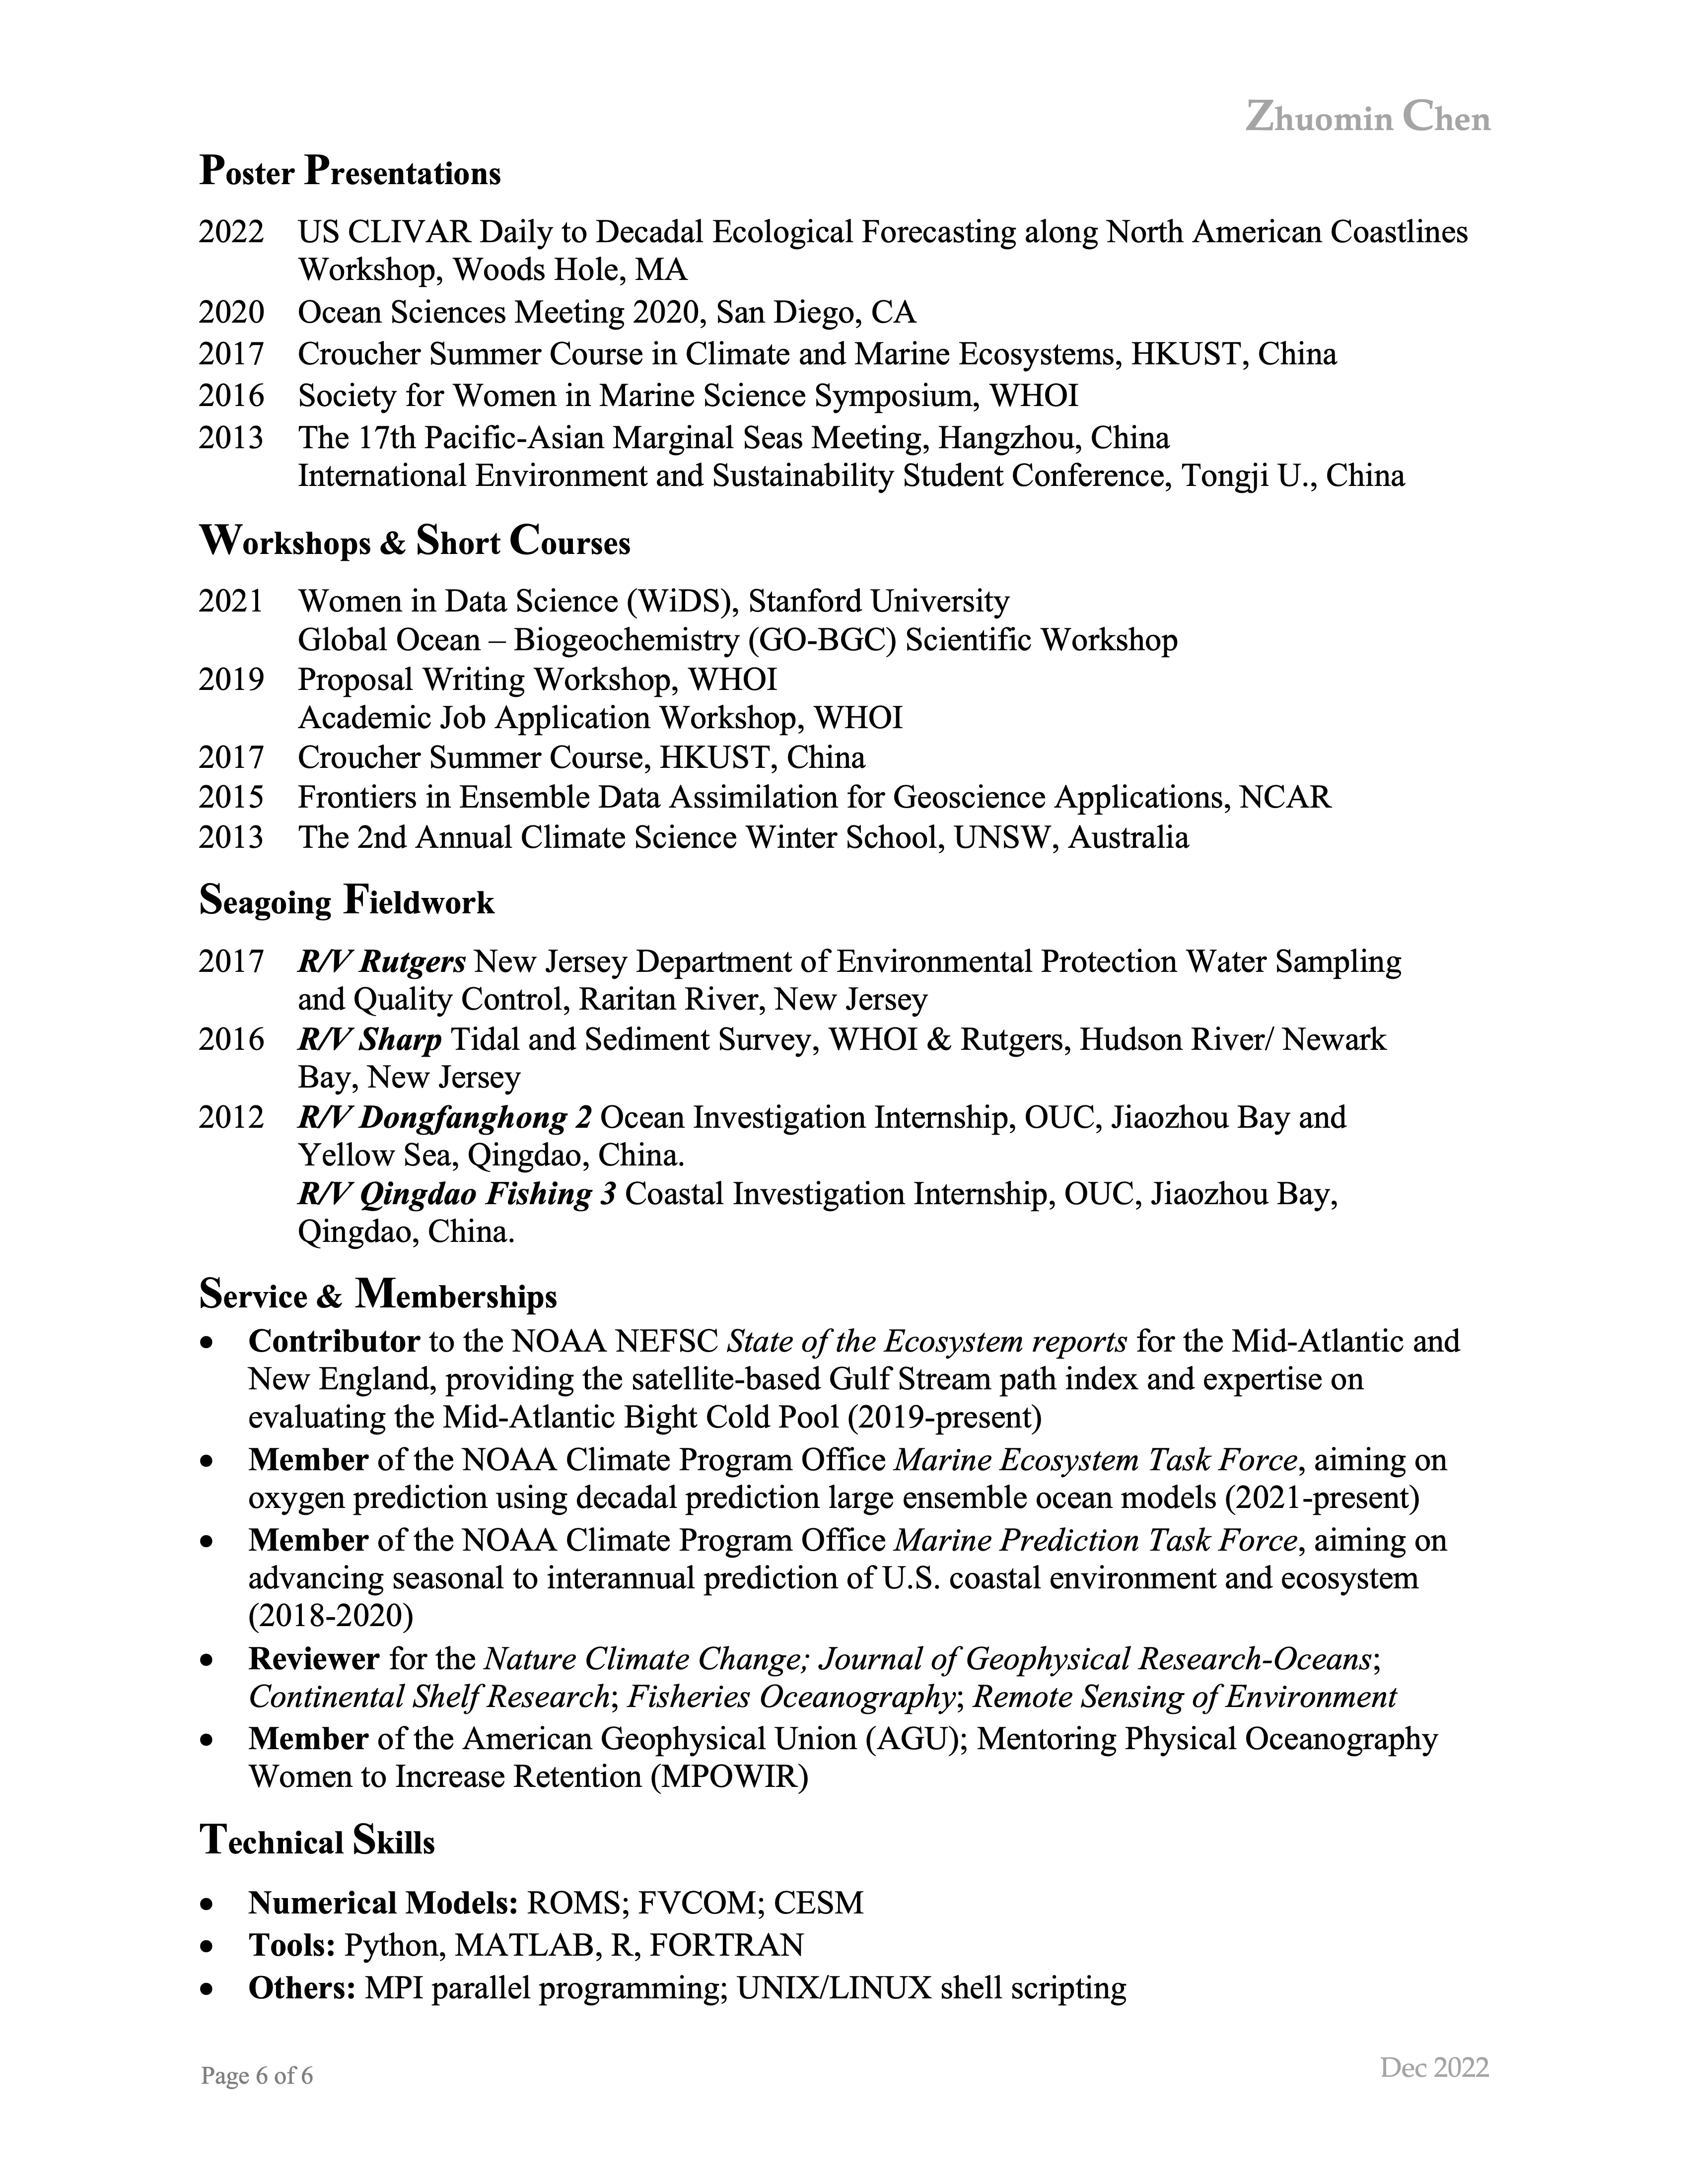 Zhuomin Chen
Poster Presentations
2022 US CLIVAR Daily to Decadal Ecological Forecasting along North American Coastlines
Workshop, Woods Hole, MA
2020 Ocean Sciences Meeting 2020, San Diego, CA
2017 Croucher Summer Course in Climate and Marine Ecosystems, HKUST, China
2016 Society for Women in Marine Science Symposium, WHOI
2013 The 17th Pacific-Asian Marginal Seas Meeting, Hangzhou, China
International Environment and Sustainability Student Conference, Tongji U., China
Workshops & Short Courses
2021 Women in Data Science (WiDS), Stanford University
Global Ocean – Biogeochemistry (GO-BGC) Scientific Workshop
2019 Proposal Writing Workshop, WHOI
Academic Job Application Workshop, WHOI
2017 Croucher Summer Course, HKUST, China
2015 Frontiers in Ensemble Data Assimilation for Geoscience Applications, NCAR
2013 The 2nd Annual Climate Science Winter School, UNSW, Australia
Seagoing Fieldwork
2017 R/V Rutgers New Jersey Department of Environmental Protection Water Sampling
and Quality Control, Raritan River, New Jersey
2016 R/V Sharp Tidal and Sediment Survey, WHOI & Rutgers, Hudson River/ Newark
Bay, New Jersey
2012 R/V Dongfanghong 2 Ocean Investigation Internship, OUC, Jiaozhou Bay and
Yellow Sea, Qingdao, China.
R/V Qingdao Fishing 3 Coastal Investigation Internship, OUC, Jiaozhou Bay,
Qingdao, China.
Service & Memberships
• Contributor to the NOAA NEFSC State of the Ecosystem reports for the Mid-Atlantic and
New England, providing the satellite-based Gulf Stream path index and expertise on
evaluating the Mid-Atlantic Bight Cold Pool (2019-present)
• Member of the NOAA Climate Program Office Marine Ecosystem Task Force, aiming on
oxygen prediction using decadal prediction large ensemble ocean models (2021-present)
• Member of the NOAA Climate Program Office Marine Prediction Task Force, aiming on
advancing seasonal to interannual prediction of U.S. coastal environment and ecosystem
(2018-2020)
• Reviewer for the Nature Climate Change; Journal of Geophysical Research-Oceans;
Continental Shelf Research; Fisheries Oceanography; Remote Sensing of Environment
• Member of the American Geophysical Union (AGU); Mentoring Physical Oceanography
Women to Increase Retention (MPOWIR)
Technical Skills
• Numerical Models: ROMS; FVCOM; CESM
• Tools: Python, MATLAB, R, FORTRAN
• Others: MPI parallel programming; UNIX/LINUX shell scripting
Page 6 of 6
Dec 2022